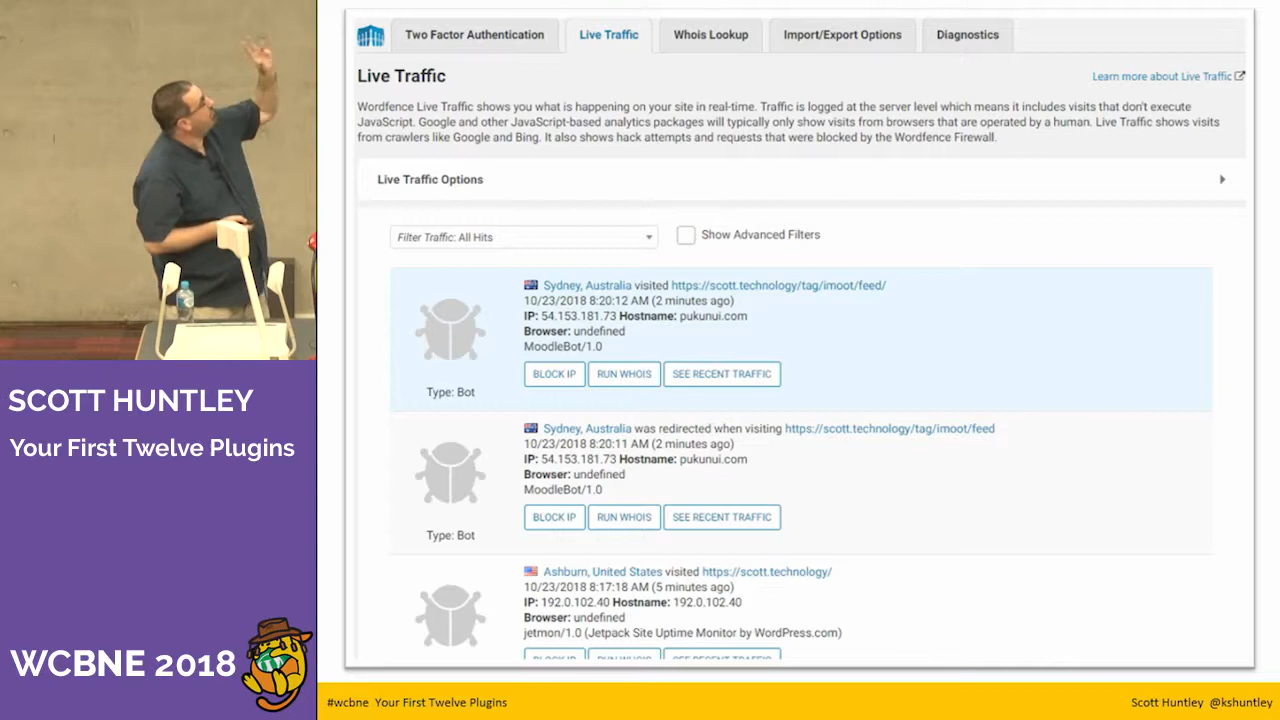 SCOTT HUNTLEY
Your First Twelve Plugins
WCBNE 2018
Two Factor Authentication
Live Traffic
Whois Lookup
Import/Export Options
Diagnostics
Live Traffic
Learn more about Live Traffic
Wordfence Live Traffic shows you what is happening on your site in real-time. Traffic is logged at the server level which means it includes visits that don't execute
JavaScript. Google and other JavaScript-based analytics packages will typically only show visits from browsers that are operated by a human. Live Traffic shows visits
from crawlers like Google and Bing. It also shows hack attempts and requests that were blocked by the Wordfence Firewall.
Live Traffic Options
Filter Traffic: All Hits
Show Advanced Filters
Sydney, Australia visited https://scott.technology/tag/imoot/feed/
10/23/2018 8:20:12 AM (2 minutes ago)
IP: 54.153.181.73 Hostname: pukunui.com
Browser: undefined
MoodleBot/1.0
BLOCK IP
RUN WHOIS
SEE RECENT TRAFFIC
Type: Bot
Sydney, Australia was redirected when visiting https://scott.technology/tag/imoot/feed
10/23/2018 8:20:11 AM (2 minutes ago)
IP: 54.153.181.73 Hostname: pukunui.com
Browser: undefined
MoodleBot/1.0
BLOCK IP
RUN WHOIS
SEE RECENT TRAFFIC
Type: Bot
Ashburn, United States visited https://scott.technology/
10/23/2018 8:17:18 AM (5 minutes ago)
IP: 192.0.102.40 Hostname: 192.0.102.40
Browser: undefined
jetmon/1.0 (Jetpack Site Uptime Monitor by WordPress.com)
BLOCK IP
RUN WHOIS
SEE RECENT TRAFFIC
#wcbne Your First Twelve Plugins
Scott Huntley @kshuntley